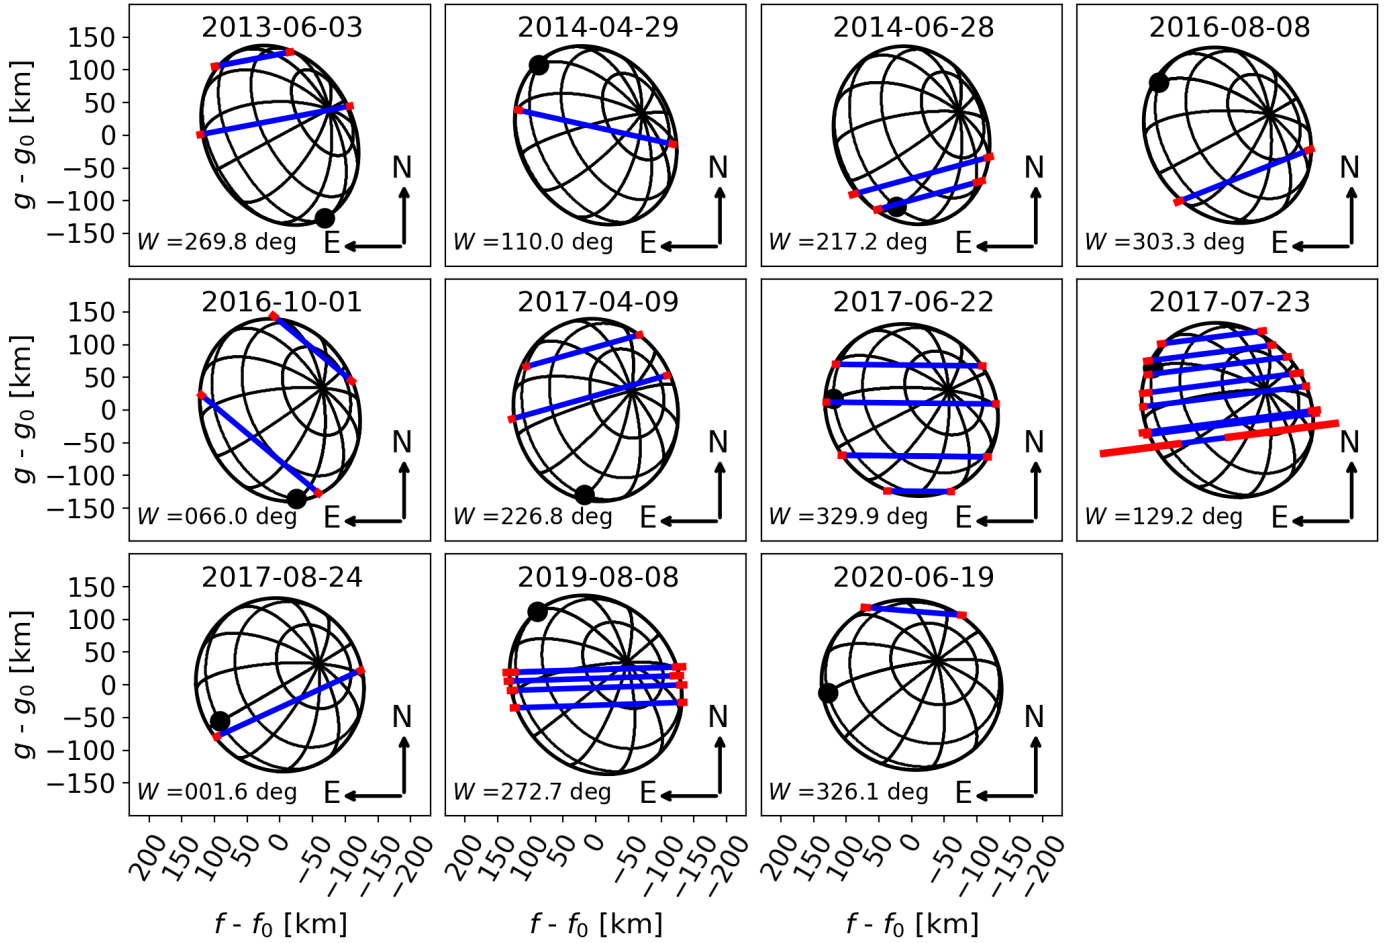 2013-06-03
2014-04-29
2014-06-28
2016-08-08
g - g₀ [km]
150
100
50
0
−50
−100
−150
N
N
N
N
W =269.8 deg
E
W =110.0 deg
E
W =217.2 deg
E
W =303.3 deg
E
2016-10-01
2017-04-09
2017-06-22
2017-07-23
g - g₀ [km]
150
100
50
0
−50
−100
−150
N
N
N
N
W =066.0 deg
E
W =226.8 deg
E
W =329.9 deg
E
W =129.2 deg
E
2017-08-24
2019-08-08
2020-06-19
g - g₀ [km]
150
100
50
0
−50
−100
−150
N
N
N
W =001.6 deg
E
W =272.7 deg
E
W =326.1 deg
E
200
150
100
50
0
−50
−100
−150
−200
200
150
100
50
0
−50
−100
−150
−200
200
150
100
50
0
−50
−100
−150
−200
f - f₀ [km]
f - f₀ [km]
f - f₀ [km]